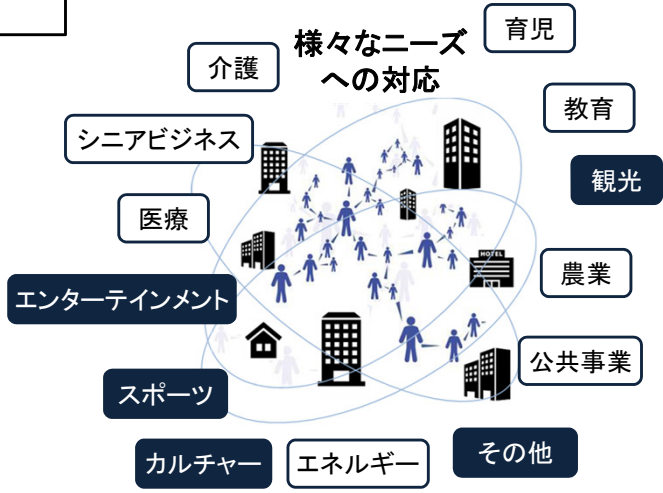 様々なニーズ
への対応
育児
介護
教育
シニアビジネス
観光
医療
HOTEL
農業
エンターテインメント
公共事業
スポーツ
その他
カルチャー
エネルギー